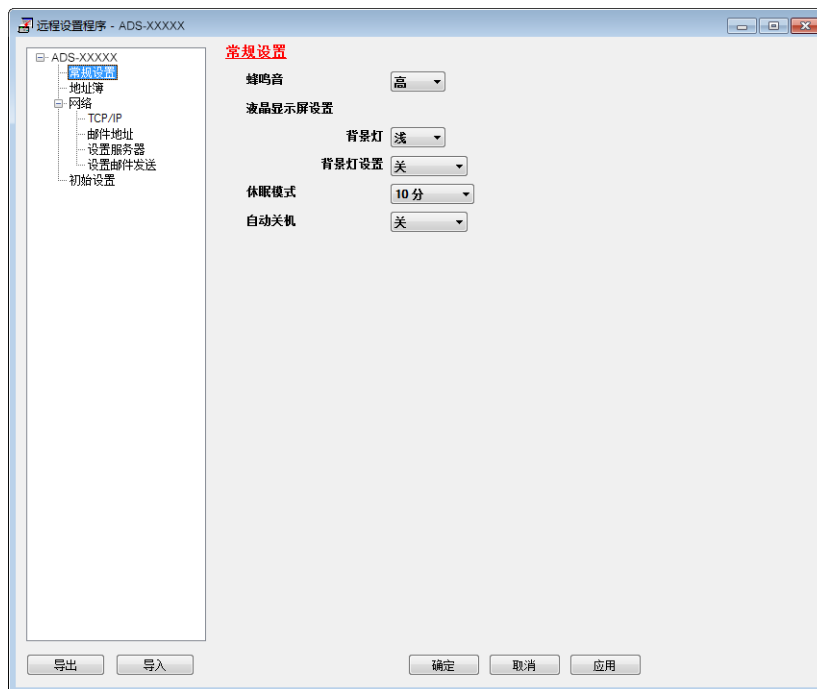 远程设置程序 - ADS-XXXXX
ADS-XXXXX
常规设置
地址簿
网络
TCP/IP
邮件地址
设置服务器
设置邮件发送
初始设置
常规设置
蜂鸣音 高
液晶显示屏设置
背景灯 浅
背景灯设置 关
休眠模式 10 分
自动关机 关
导出 导入 确定 取消 应用